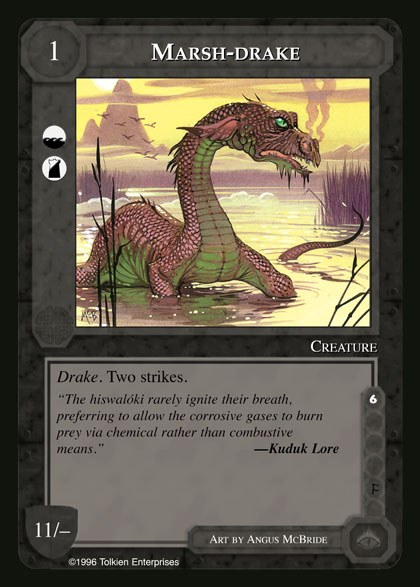 1
MARSH-DRAKE
McB
CREATURE
Drake. Two strikes.
“The hiswalóki rarely ignite their breath,
preferring to allow the corrosive gases to burn
prey via chemical rather than combustive
means.” —Kuduk Lore
6
F
11/–
ART BY ANGUS MCBRIDE
©1996 Tolkien Enterprises